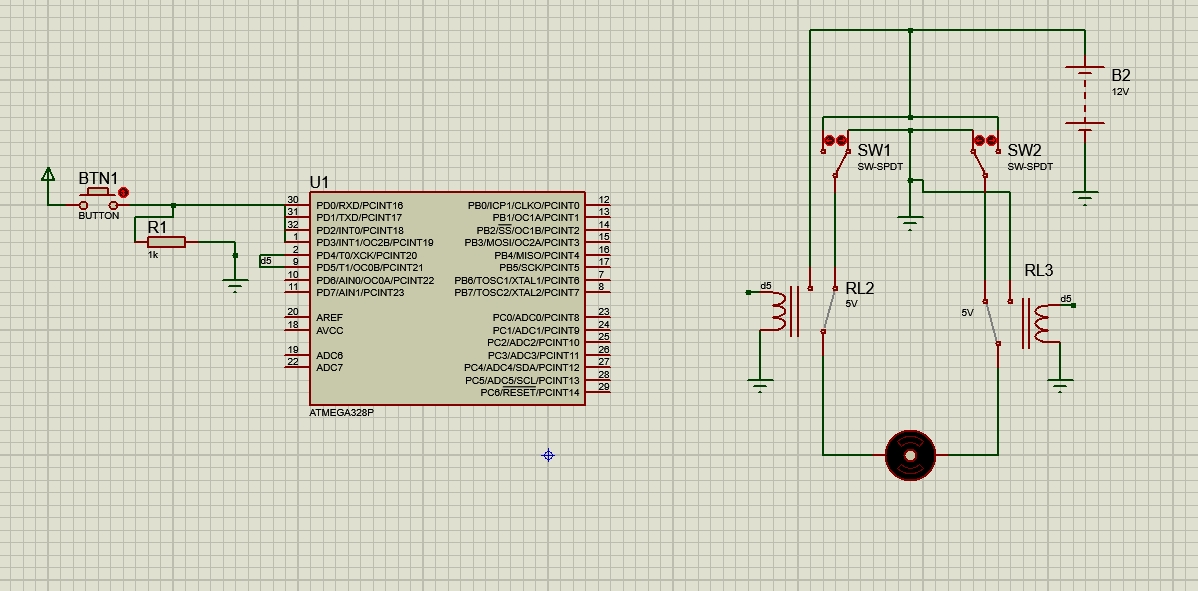 B2
12V
SW1
SW-SPDT
SW2
SW-SPDT
BTN1
BUTTON
R1
1k
d5
U1
30 PD0/RXD/PCINT16 PB0/ICP1/CLKO/PCINT0 12
31 PD1/TXD/PCINT17 PB1/OC1A/PCINT1 13
32 PD2/INT0/PCINT18 PB2/SS/OC1B/PCINT2 14
1 PD3/INT1/OC2B/PCINT19 PB3/MOSI/OC2A/PCINT3 15
2 PD4/T0/XCK/PCINT20 PB4/MISO/PCINT4 16
9 PD5/T1/OC0B/PCINT21 PB5/SCK/PCINT5 17
10 PD6/AIN0/OC0A/PCINT22 PB6/TOSC1/XTAL1/PCINT6 7
11 PD7/AIN1/PCINT23 PB7/TOSC2/XTAL2/PCINT7 8
20 AREF PC0/ADC0/PCINT8 23
18 AVCC PC1/ADC1/PCINT9 24
PC2/ADC2/PCINT10 25
19 ADC6 PC3/ADC3/PCINT11 26
22 ADC7 PC4/ADC4/SDA/PCINT12 27
PC5/ADC5/SCL/PCINT13 28
PC6/RESET/PCINT14 29
ATMEGA328P
d5
RL2
5V
RL3
5V
d5